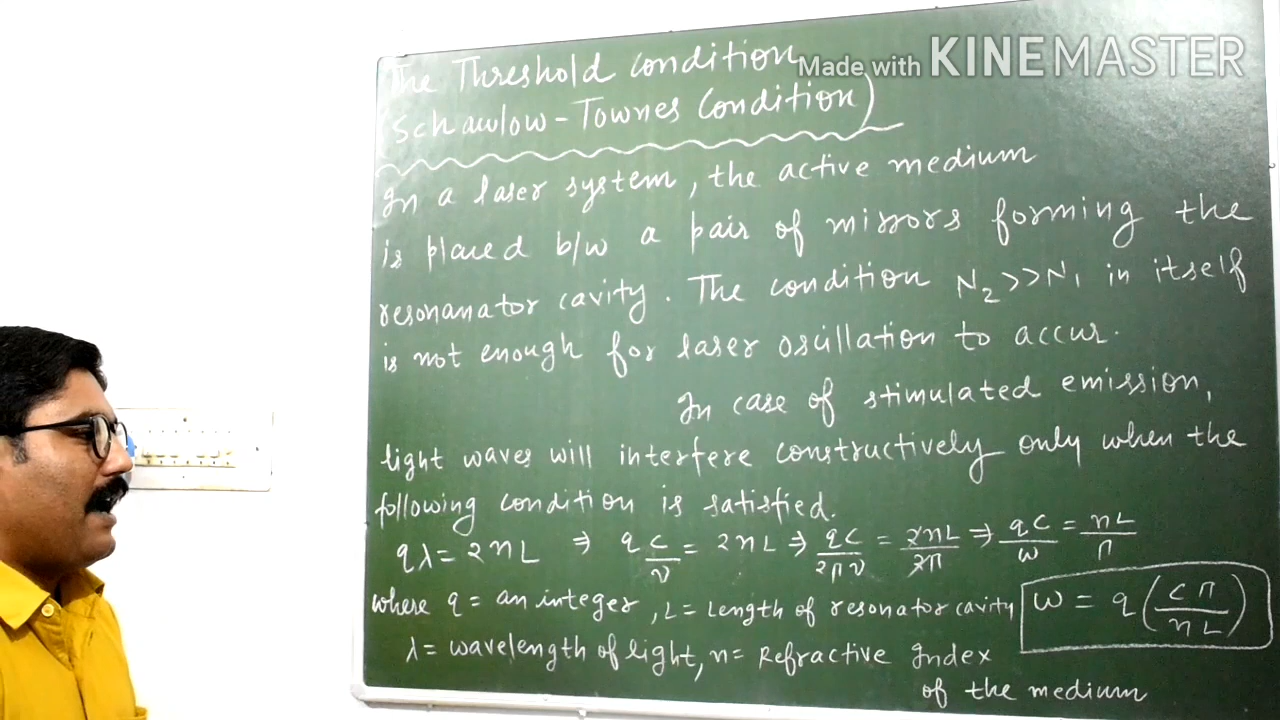 The Threshold condition
(Schawlow-Townes Condition)
In a laser system, the active medium
is placed b/w a pair of mirrors forming the
resonanator cavity. The condition N₂>>N₁ in itself
is not enough for laser oscillation to accur.
In case of stimulated emission,
light waves will interfere constructively only when the
following condition is satisfied.
qλ = 2nL ⇒ q c/ν = 2nL ⇒ qc/2πν = 2nL/2π ⇒ qc/ω = nL/π
where q = an integer, L = Length of resonator cavity
ω = q(cπ/nL)
λ = wavelength of light, n = Refractive Index
of the medium
Made with KINEMASTER